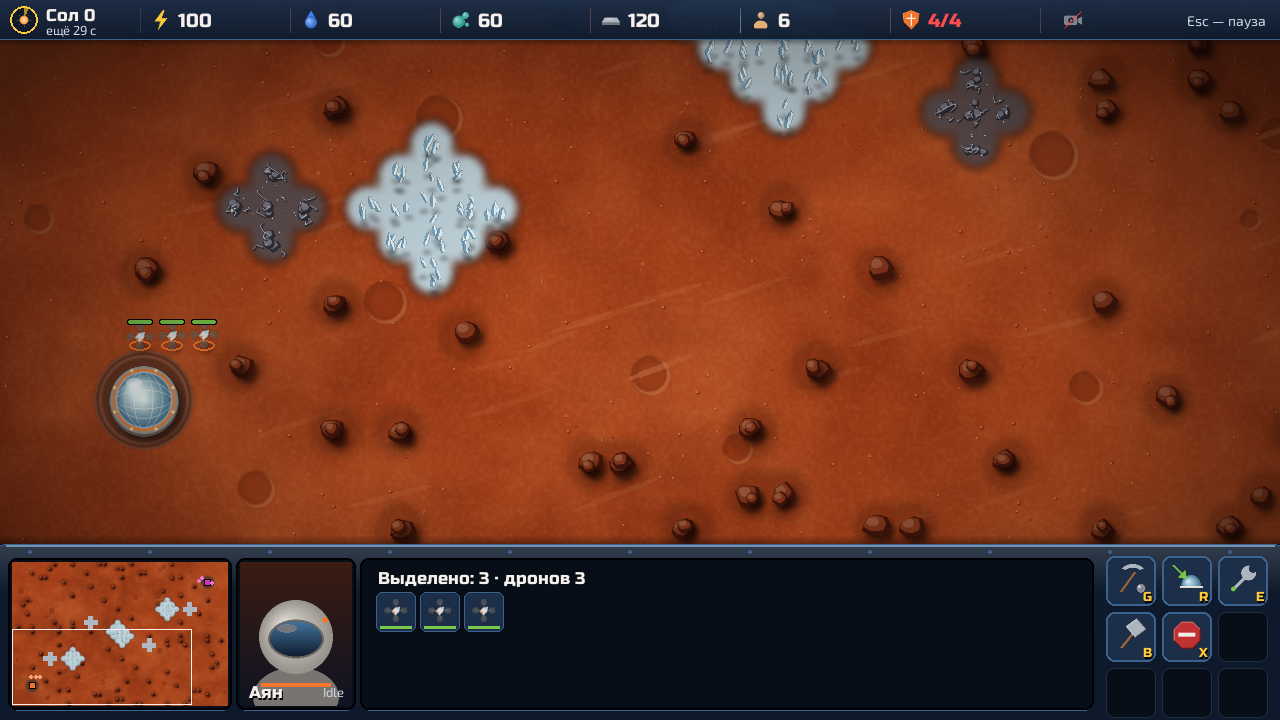 Сол 0
ещё 29 с
100
60
60
120
6
4/4
Esc — пауза
Выделено: 3 · дронов 3
Аян
Idle
G
R
E
B
X